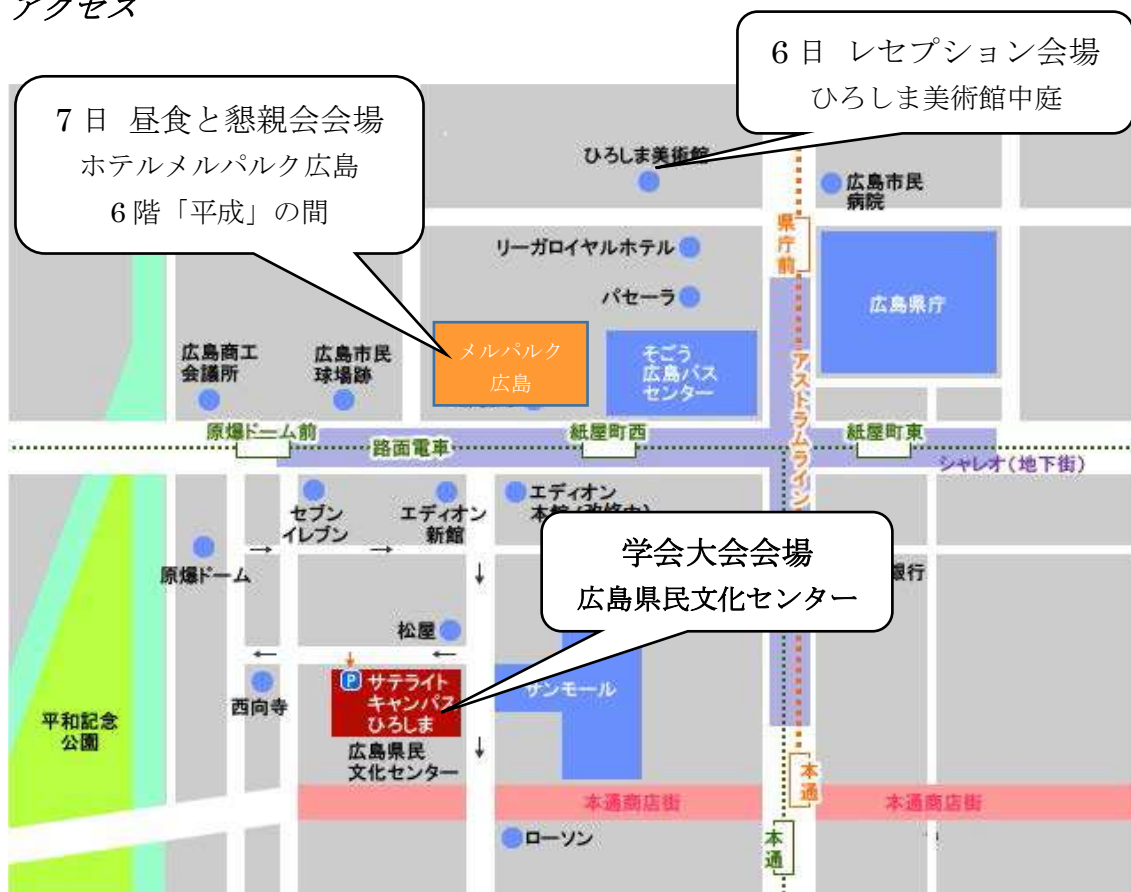 アクセス
6日 レセプション会場
ひろしま美術館中庭
7日 昼食と懇親会会場
ホテルメルパルク広島
6階「平成」の間
ひろしま美術館
広島市民
病院
県庁前
リーガロイヤルホテル
パセーラ
広島県庁
広島商工
会議所
広島市民
球場跡
メルパルク
広島
そごう
広島バス
センター
アストラムライン
原爆ドーム前
路面電車
紙屋町西
紙屋町東
シャレオ(地下街)
セブン
イレブン
エディオン
新館
エディオン
原爆ドーム
学会大会会場
広島県民文化センター
銀行
松屋
西向寺
P サテライト
キャンパス
ひろしま
サンモール
平和記念
公園
広島県民
文化センター
本通
本通商店街
本通商店街
ローソン
本通